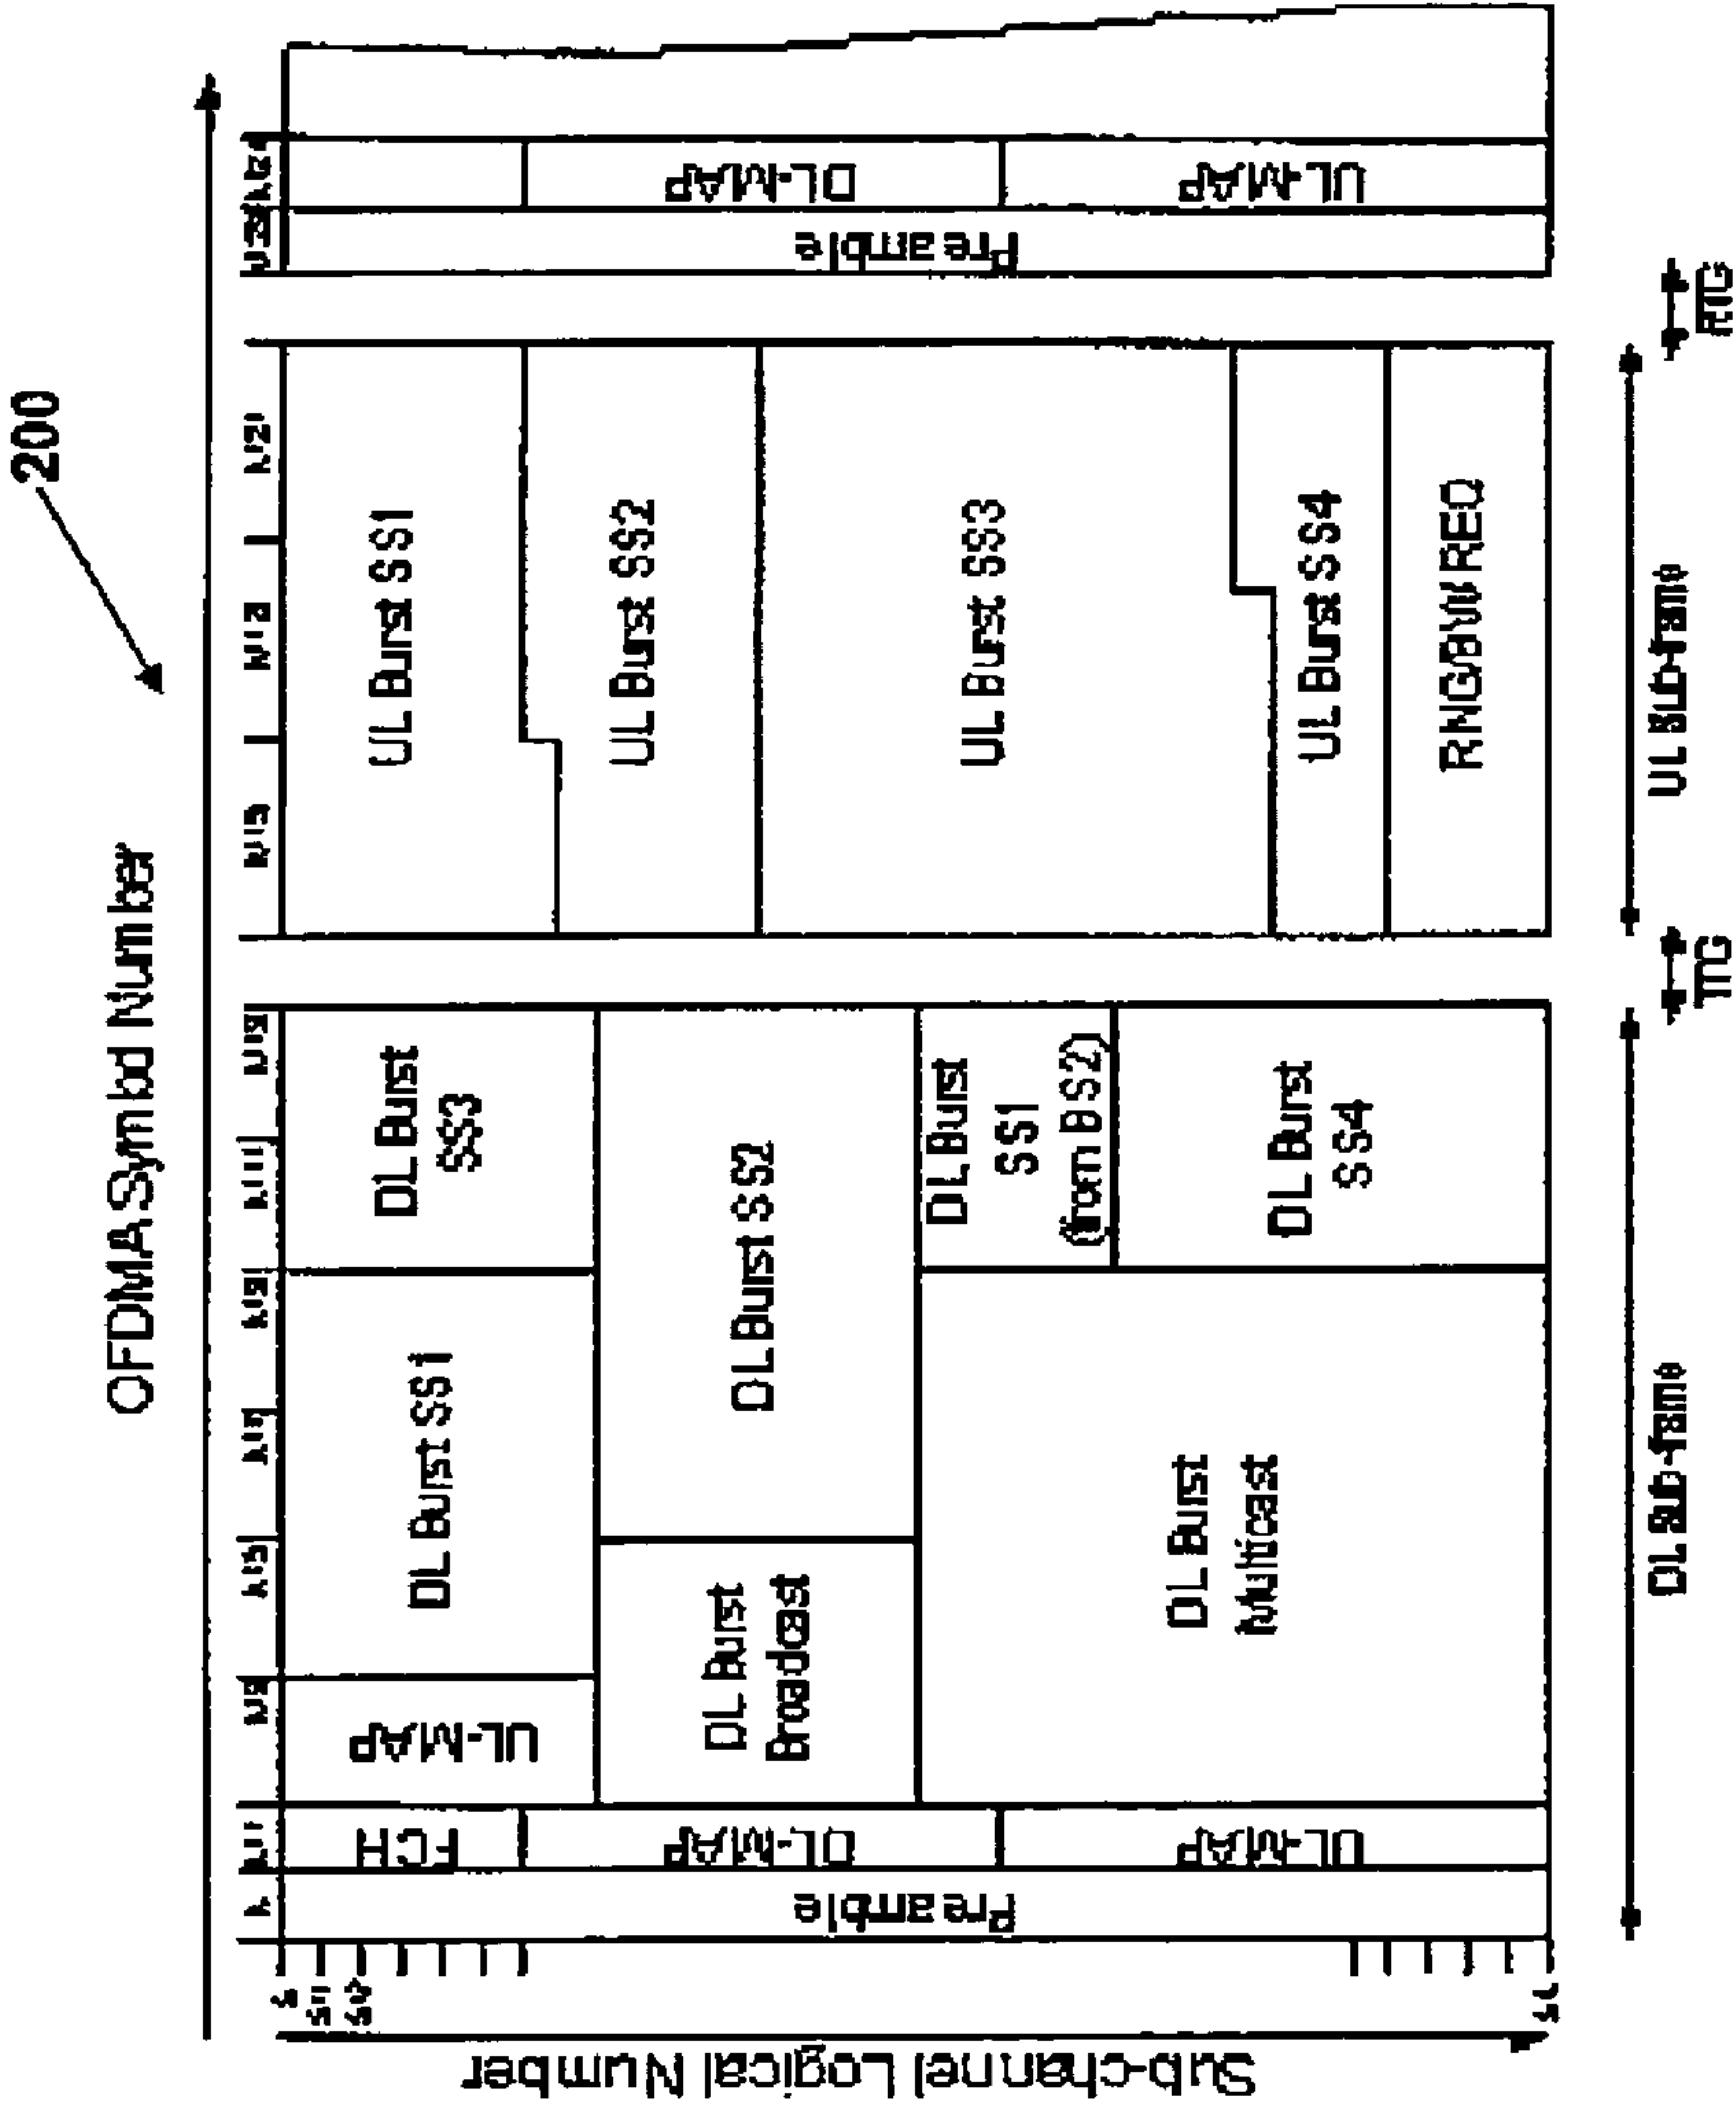 200
OFDMA Symbol Number
Sub-channel Logical Number
Preamble
FCH
DL-MAP
UL-MAP
UL-MAP
DL Burst SS1
DL Burst
SS3
DL Burst
Broadcast
DL Burst SS2
DL Burst
Multicast
DL Burst
SS1
(from BS2)
DL Burst
SS4
UL Burst SS1
UL Burst SS2
UL Burst SS3
UL Burst SS4
RNG/BW REQ
Preamble
DL-MAP
UL-MAP
DL sub-frame
TTG
UL sub-frame
RTG